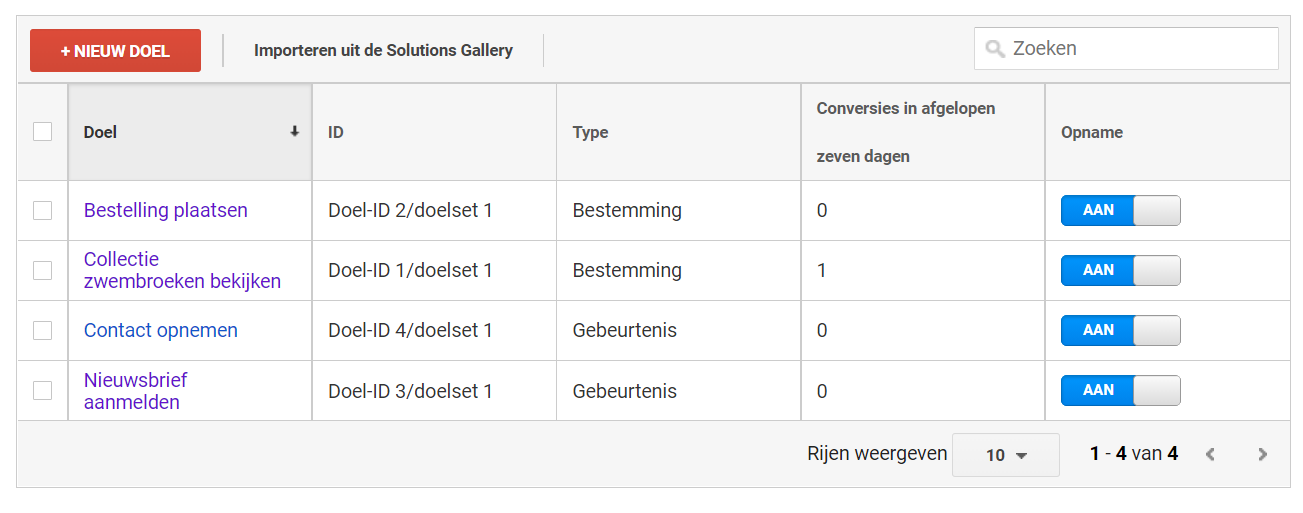 + NIEUW DOEL
Importeren uit de Solutions Gallery
Zoeken
Doel
ID
Type
Conversies in afgelopen
zeven dagen
Opname
Bestelling plaatsen
Doel-ID 2/doelset 1
Bestemming
0
AAN
Collectie
zwembroeken bekijken
Doel-ID 1/doelset 1
Bestemming
1
AAN
Contact opnemen
Doel-ID 4/doelset 1
Gebeurtenis
0
AAN
Nieuwsbrief
aanmelden
Doel-ID 3/doelset 1
Gebeurtenis
0
AAN
Rijen weergeven
10
1 - 4 van 4